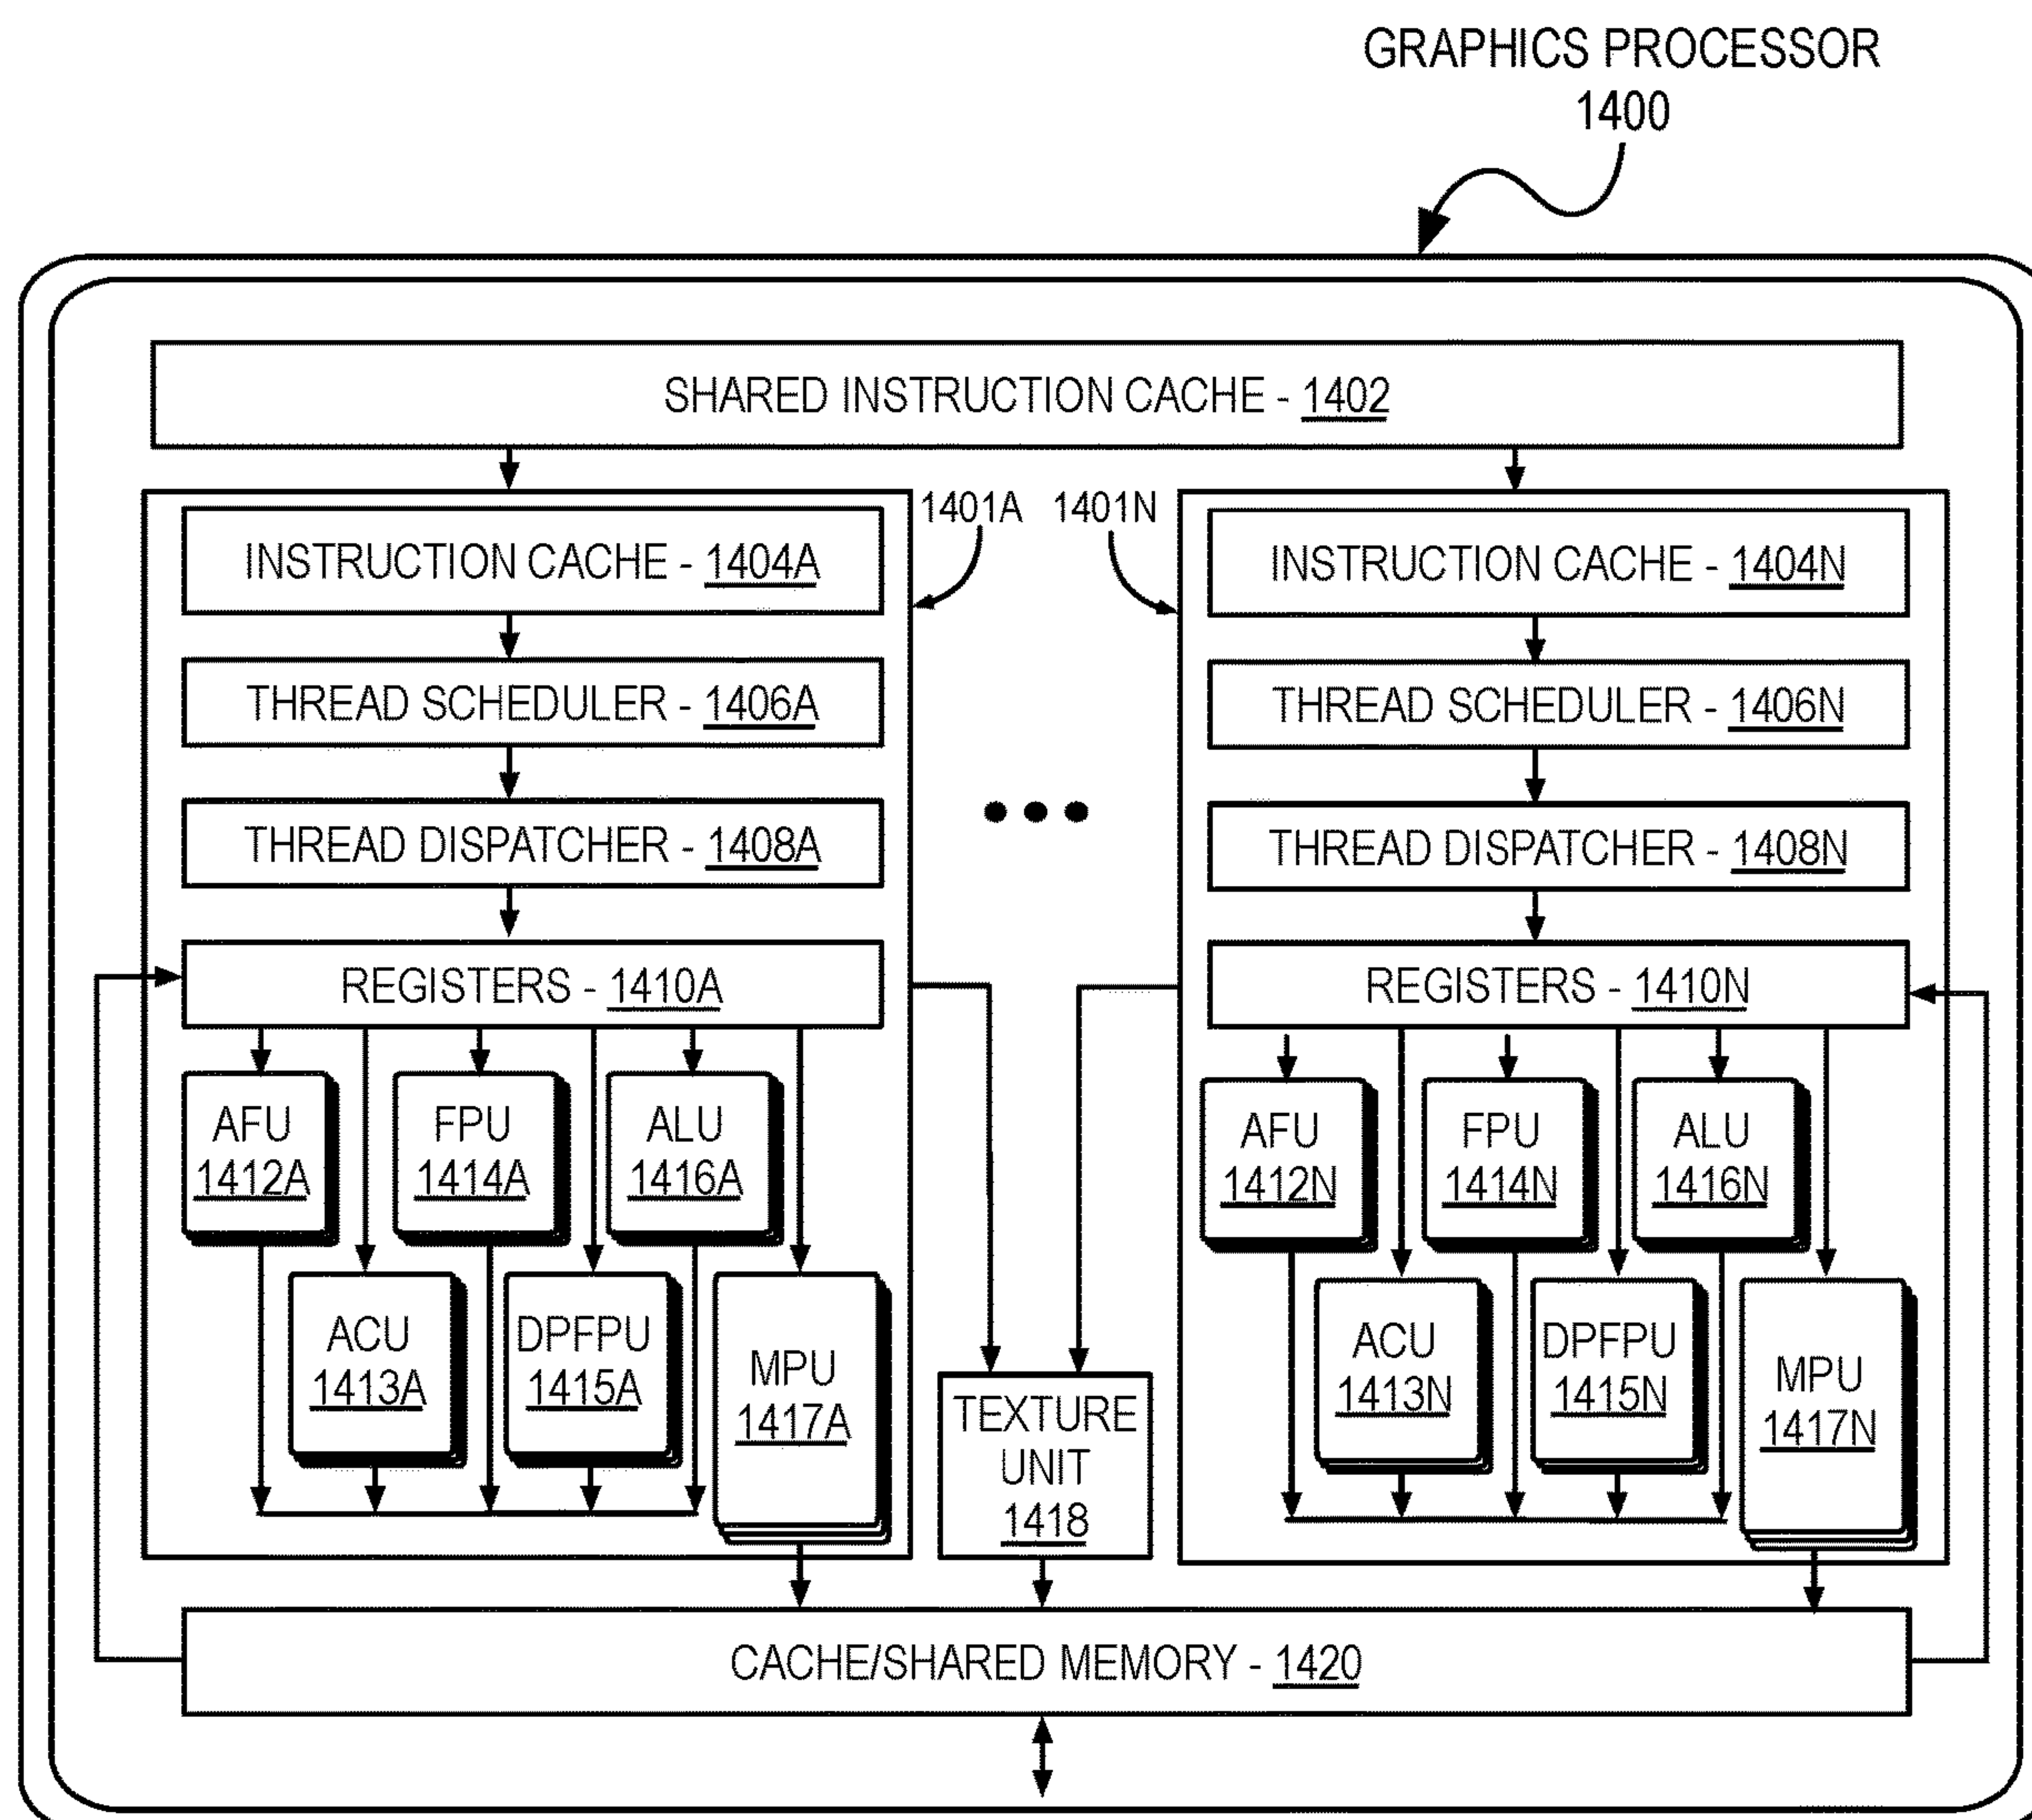 GRAPHICS PROCESSOR
1400
SHARED INSTRUCTION CACHE - 1402
1401A
1401N
INSTRUCTION CACHE - 1404A
THREAD SCHEDULER - 1406A
THREAD DISPATCHER - 1408A
REGISTERS - 1410A
AFU
1412A
FPU
1414A
ALU
1416A
ACU
1413A
DPFPU
1415A
MPU
1417A
TEXTURE
UNIT
1418
INSTRUCTION CACHE - 1404N
THREAD SCHEDULER - 1406N
THREAD DISPATCHER - 1408N
REGISTERS - 1410N
AFU
1412N
FPU
1414N
ALU
1416N
ACU
1413N
DPFPU
1415N
MPU
1417N
CACHE/SHARED MEMORY - 1420